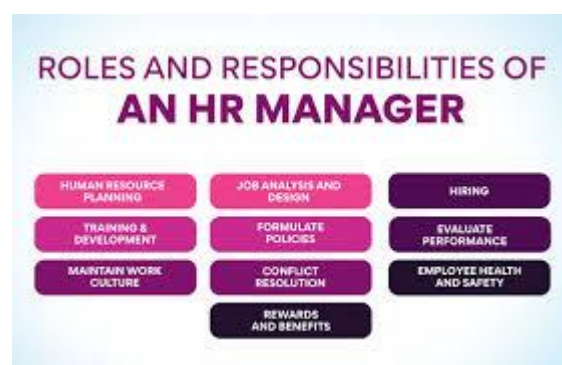 ROLES AND RESPONSIBILITIES OF
AN HR MANAGER
HUMAN RESOURCE
PLANNING
JOB ANALYSIS AND
DESIGN
HIRING
TRAINING &
DEVELOPMENT
FORMULATE
POLICIES
EVALUATE
PERFORMANCE
MAINTAIN WORK
CULTURE
CONFLICT
RESOLUTION
EMPLOYEE HEALTH
AND SAFETY
REWARDS
AND BENEFITS